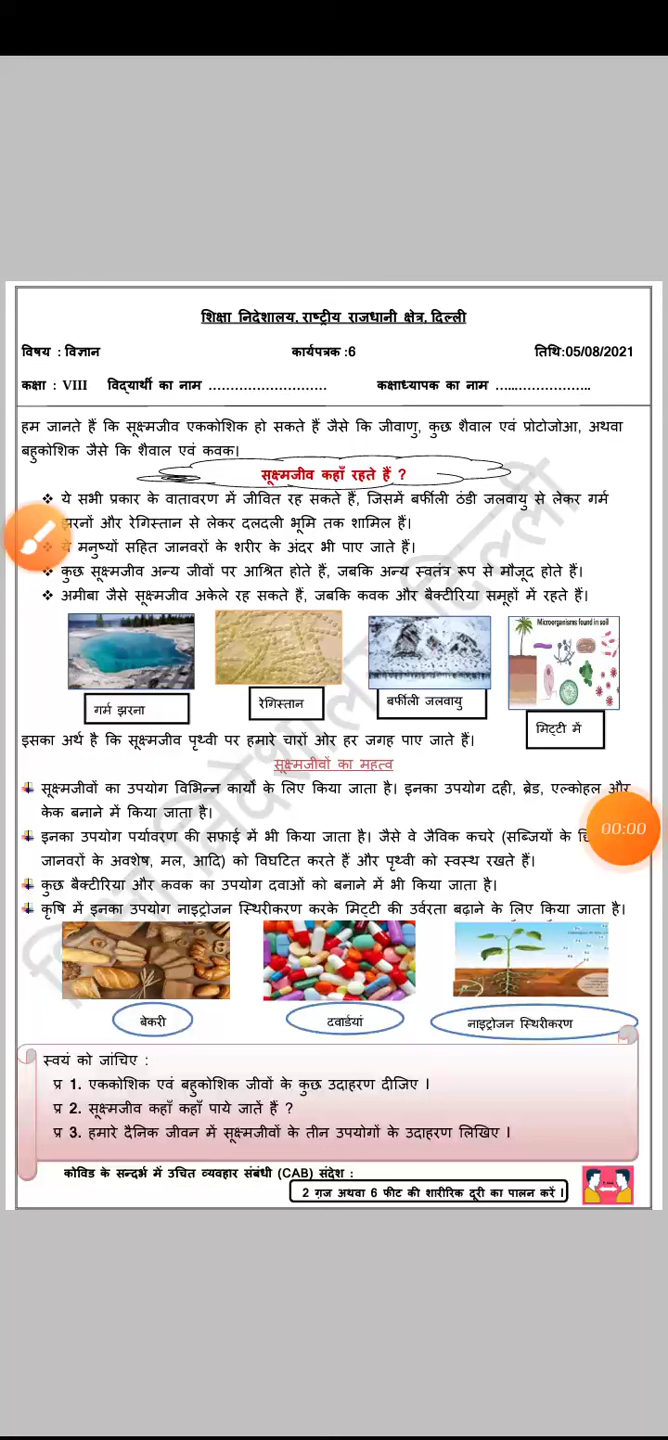 शिक्षा निदेशालय, राष्ट्रीय राजधानी क्षेत्र, दिल्ली
विषय : विज्ञान कार्यपत्रक :6 तिथि:05/08/2021
कक्षा : VIII विद्यार्थी का नाम ……………………… कक्षाध्यापक का नाम …...……………..
हम जानते हैं कि सूक्ष्मजीव एककोशिक हो सकते हैं जैसे कि जीवाणु, कुछ शैवाल एवं प्रोटोजोआ, अथवा
बहुकोशिक जैसे कि शैवाल एवं कवक।
सूक्ष्मजीव कहाँ रहते हैं ?
❖ ये सभी प्रकार के वातावरण में जीवित रह सकते हैं, जिसमें बर्फीली ठंडी जलवायु से लेकर गर्म
झरनों और रेगिस्तान से लेकर दलदली भूमि तक शामिल हैं।
❖ ये मनुष्यों सहित जानवरों के शरीर के अंदर भी पाए जाते हैं।
❖ कुछ सूक्ष्मजीव अन्य जीवों पर आश्रित होते हैं, जबकि अन्य स्वतंत्र रूप से मौजूद होते हैं।
❖ अमीबा जैसे सूक्ष्मजीव अकेले रह सकते हैं, जबकि कवक और बैक्टीरिया समूहों में रहते हैं।
Microorganisms found in soil
गर्म झरना रेगिस्तान बर्फीली जलवायु मिट्टी में
इसका अर्थ है कि सूक्ष्मजीव पृथ्वी पर हमारे चारों ओर हर जगह पाए जाते हैं।
सूक्ष्मजीवों का महत्व
सूक्ष्मजीवों का उपयोग विभिन्न कार्यों के लिए किया जाता है। इनका उपयोग दही, ब्रेड, एल्कोहल और
केक बनाने में किया जाता है।
इनका उपयोग पर्यावरण की सफाई में भी किया जाता है। जैसे वे जैविक कचरे (सब्जियों के
00:00
जानवरों के अवशेष, मल, आदि) को विघटित करते हैं और पृथ्वी को स्वस्थ रखते हैं।
कुछ बैक्टीरिया और कवक का उपयोग दवाओं को बनाने में भी किया जाता है।
कृषि में इनका उपयोग नाइट्रोजन स्थिरीकरण करके मिट्टी की उर्वरता बढ़ाने के लिए किया जाता है।
बेकरी दवाईयां नाइट्रोजन स्थिरीकरण
स्वयं को जांचिए :
प्र 1. एककोशिक एवं बहुकोशिक जीवों के कुछ उदाहरण दीजिए ।
प्र 2. सूक्ष्मजीव कहाँ कहाँ पाये जातें हैं ?
प्र 3. हमारे दैनिक जीवन में सूक्ष्मजीवों के तीन उपयोगों के उदाहरण लिखिए ।
कोविड के सन्दर्भ में उचित व्यवहार संबंधी (CAB) संदेश :
2 ग़ज अथवा 6 फीट की शारीरिक दूरी का पालन करें ।
शिक्षा निदेशालय दिल्ली